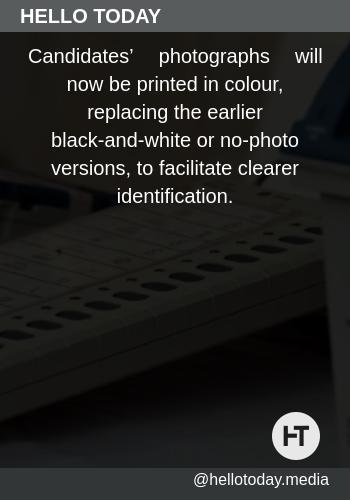 HELLO TODAY
Candidates’ photographs will
now be printed in colour,
replacing the earlier
black-and-white or no-photo
versions, to facilitate clearer
identification.
HT
@hellotoday.media